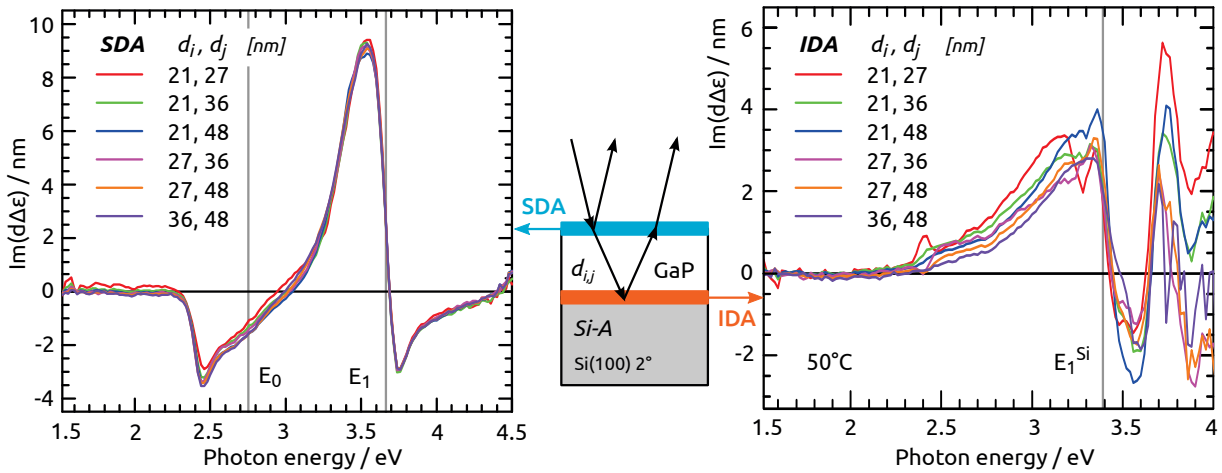 SDA d_i, d_j [nm]
21, 27
21, 36
21, 48
27, 36
27, 48
36, 48
E_0
E_1
Im(dΔε) / nm
10
8
6
4
2
0
-2
-4
1.5 2 2.5 3 3.5 4 4.5
Photon energy / eV
SDA
d_i,j
GaP
IDA
Si-A
Si(100) 2°
IDA d_i, d_j [nm]
21, 27
21, 36
21, 48
27, 36
27, 48
36, 48
50°C
E_1^Si
Im(dΔε) / nm
6
4
2
0
-2
1.5 2 2.5 3 3.5 4
Photon energy / eV